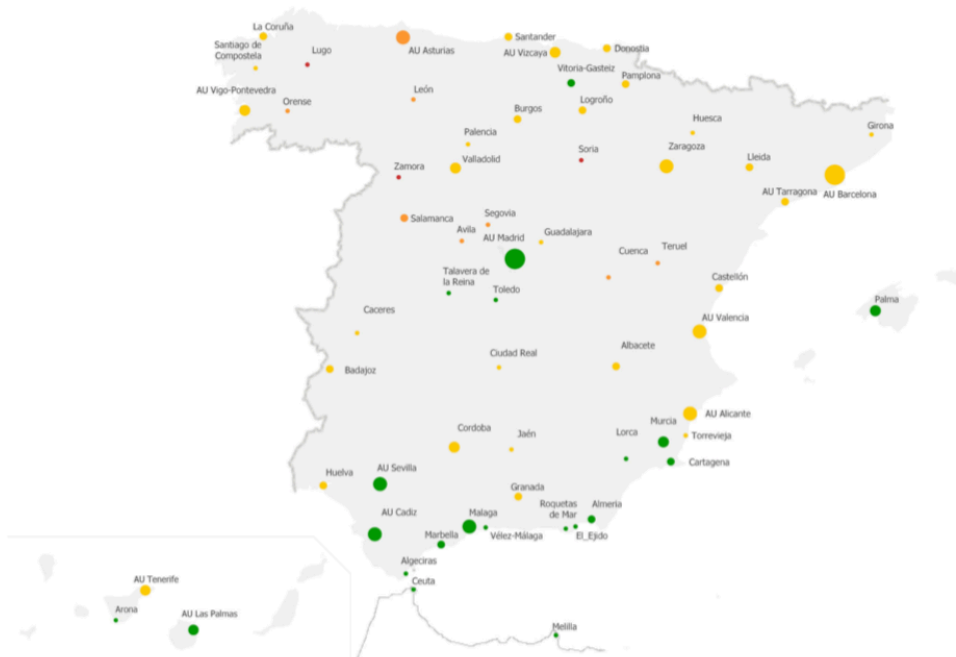 La Coruña
Santiago de
Compostela
Lugo
AU Asturias
Santander
AU Vizcaya
Donostia
Vitoria-Gasteiz
Pamplona
AU Vigo-Pontevedra
Orense
León
Burgos
Logroño
Huesca
Girona
Palencia
Valladolid
Soria
Zaragoza
Lleida
Zamora
AU Tarragona
AU Barcelona
Salamanca
Segovia
Avila
AU Madrid
Guadalajara
Cuenca
Teruel
Talavera de
la Reina
Toledo
Castellón
Palma
Caceres
AU Valencia
Ciudad Real
Albacete
Badajoz
AU Alicante
Cordoba
Jaén
Lorca
Murcia
Torrevieja
Cartagena
Huelva
AU Sevilla
Granada
Roquetas
de Mar
Almeria
AU Cadiz
Malaga
Marbella
Vélez-Málaga
El_Ejido
Algeciras
Ceuta
AU Tenerife
Arona
AU Las Palmas
Melilla